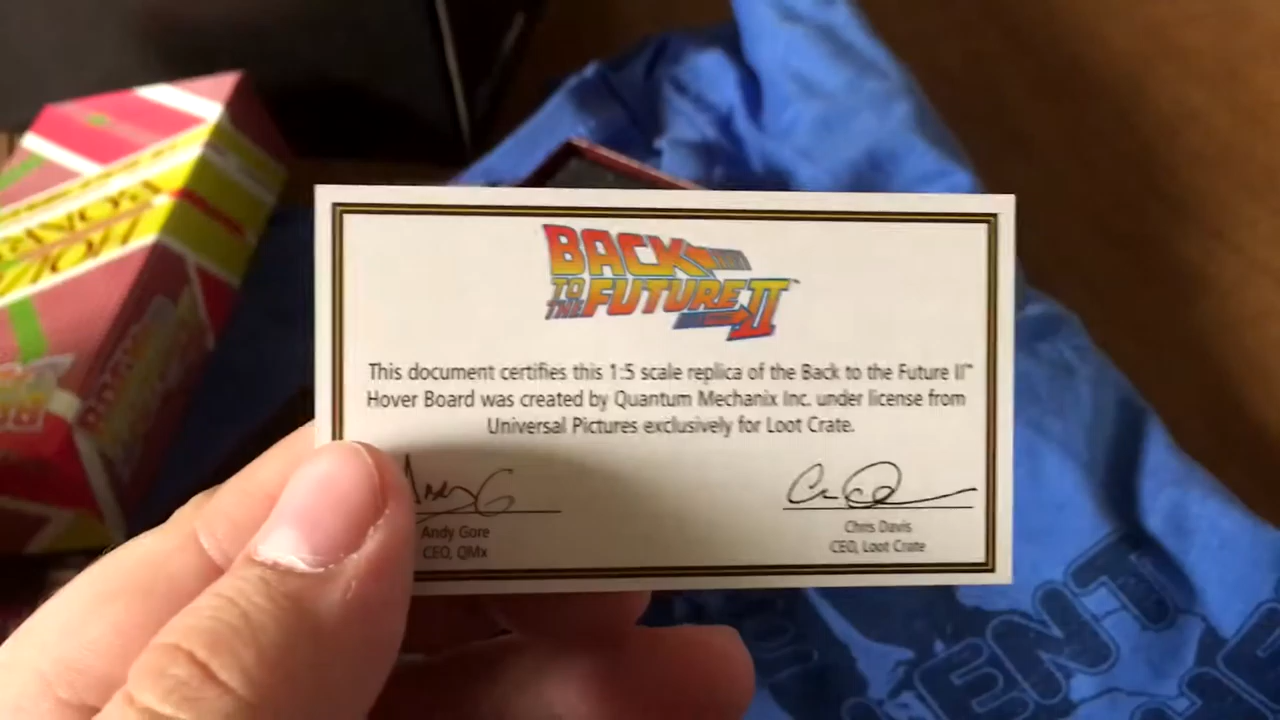 BACK
TO THE FUTURE II™
This document certifies this 1:5 scale replica of the Back to the Future II™
Hover Board was created by Quantum Mechanix Inc. under license from
Universal Pictures exclusively for Loot Crate.
Andy Gore
CEO, QMx
Chris Davis
CEO, Loot Crate